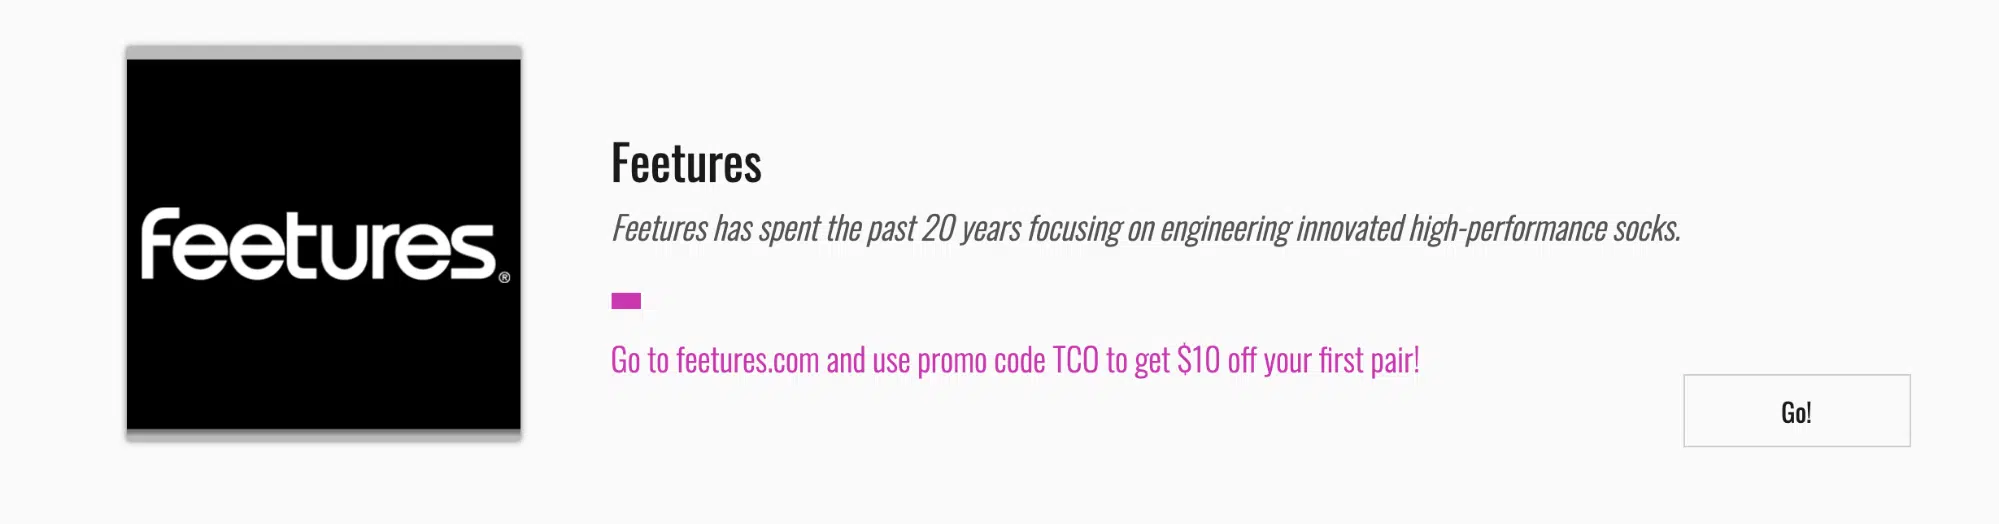 feetures®
Feetures
Feetures has spent the past 20 years focusing on engineering innovated high-performance socks.
Go to feetures.com and use promo code TCO to get $10 off your first pair!
Go!